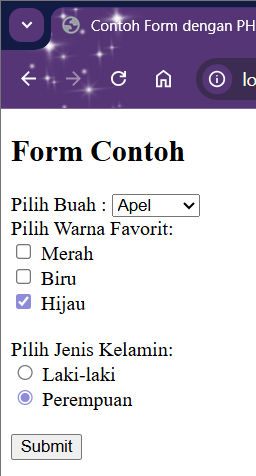 Contoh Form dengan PH
lo
Form Contoh
Pilih Buah : Apel
Pilih Warna Favorit:
Merah
Biru
Hijau
Pilih Jenis Kelamin:
Laki-laki
Perempuan
Submit